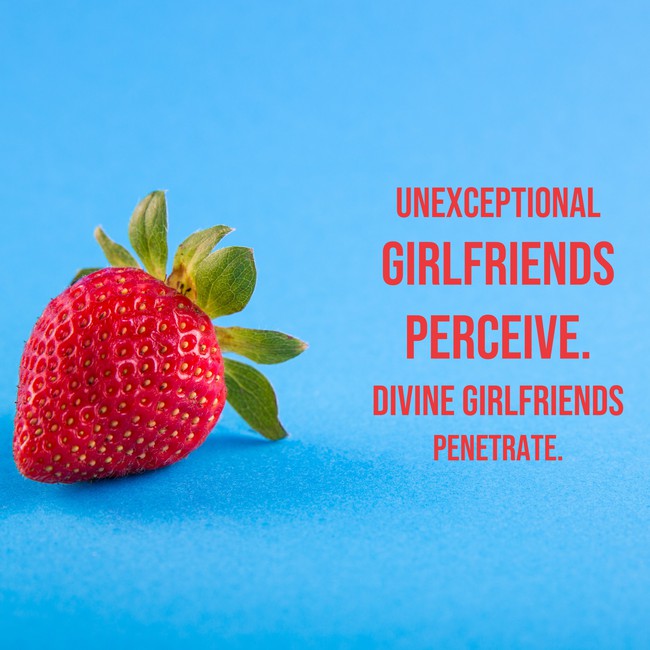 UNEXCEPTIONAL
GIRLFRIENDS
PERCEIVE.
DIVINE GIRLFRIENDS
PENETRATE.